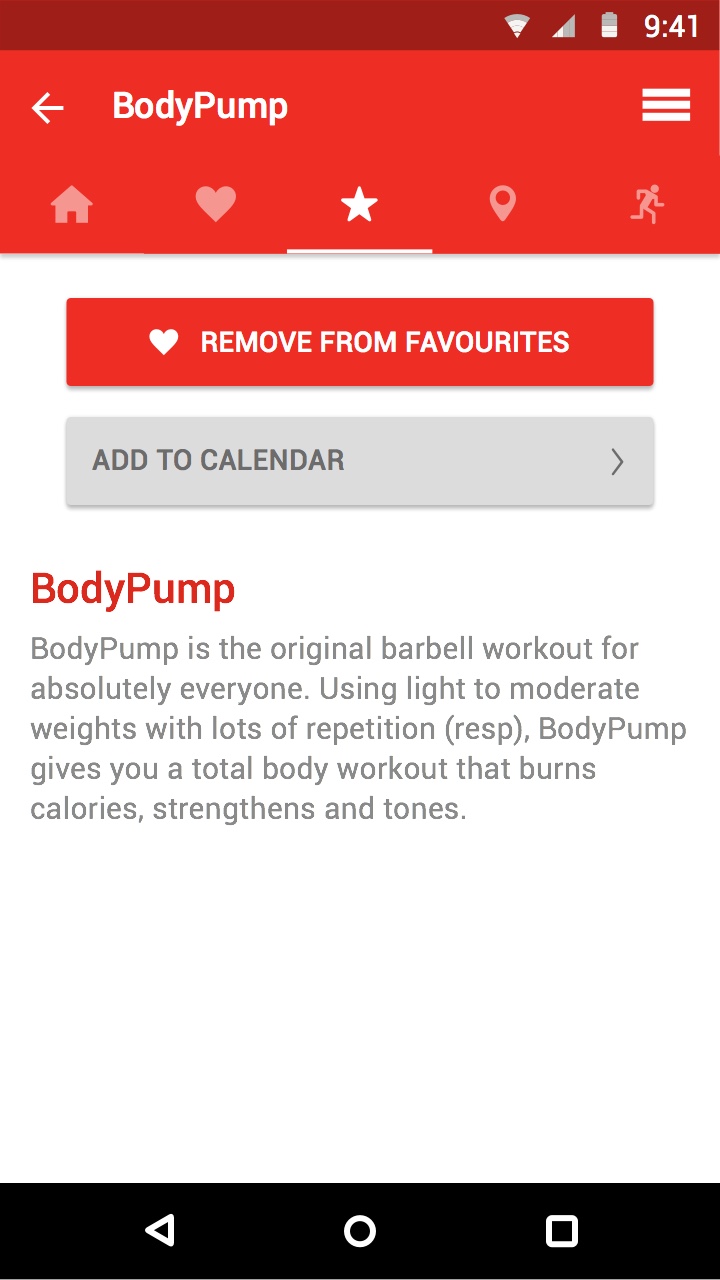 9:41
BodyPump
REMOVE FROM FAVOURITES
ADD TO CALENDAR
BodyPump
BodyPump is the original barbell workout for
absolutely everyone. Using light to moderate
weights with lots of repetition (resp), BodyPump
gives you a total body workout that burns
calories, strengthens and tones.